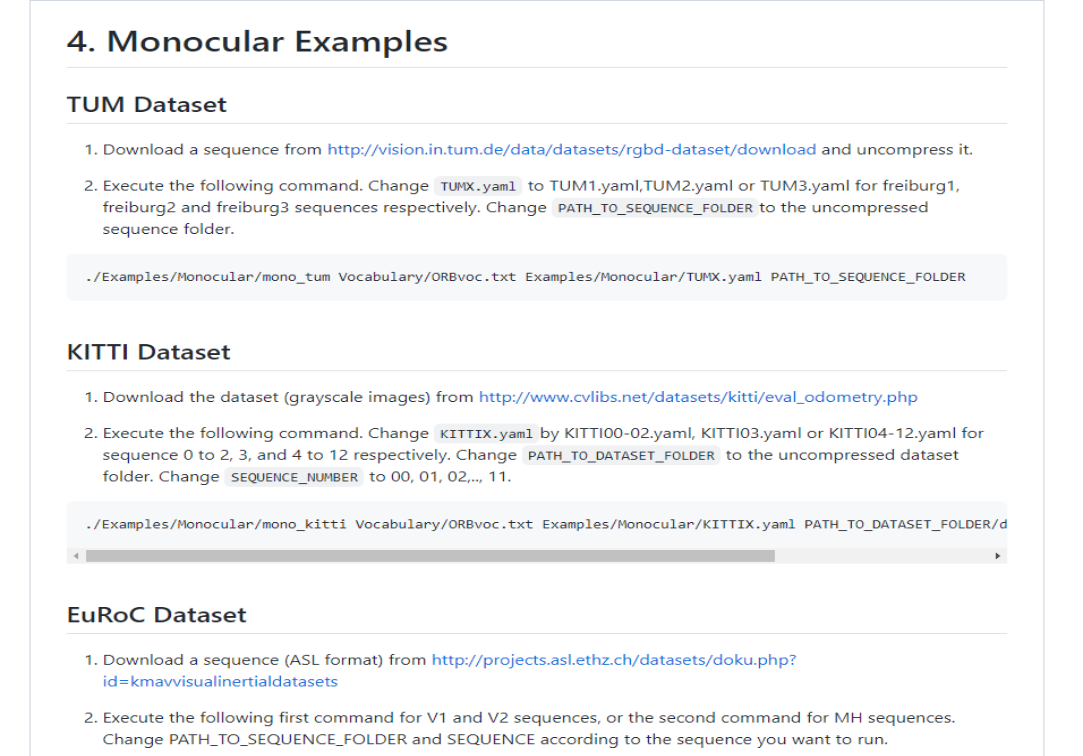 4. Monocular Examples
TUM Dataset
1. Download a sequence from http://vision.in.tum.de/data/datasets/rgbd-dataset/download and uncompress it.
2. Execute the following command. Change TUMX.yaml to TUM1.yaml,TUM2.yaml or TUM3.yaml for freiburg1,
freiburg2 and freiburg3 sequences respectively. Change PATH_TO_SEQUENCE_FOLDER to the uncompressed
sequence folder.
./Examples/Monocular/mono_tum Vocabulary/ORBvoc.txt Examples/Monocular/TUMX.yaml PATH_TO_SEQUENCE_FOLDER
KITTI Dataset
1. Download the dataset (grayscale images) from http://www.cvlibs.net/datasets/kitti/eval_odometry.php
2. Execute the following command. Change KITTIX.yaml by KITTI00-02.yaml, KITTI03.yaml or KITTI04-12.yaml for
sequence 0 to 2, 3, and 4 to 12 respectively. Change PATH_TO_DATASET_FOLDER to the uncompressed dataset
folder. Change SEQUENCE_NUMBER to 00, 01, 02,.., 11.
./Examples/Monocular/mono_kitti Vocabulary/ORBvoc.txt Examples/Monocular/KITTIX.yaml PATH_TO_DATASET_FOLDER/d
EuRoC Dataset
1. Download a sequence (ASL format) from http://projects.asl.ethz.ch/datasets/doku.php?
id=kmavvisualinertialdatasets
2. Execute the following first command for V1 and V2 sequences, or the second command for MH sequences.
Change PATH_TO_SEQUENCE_FOLDER and SEQUENCE according to the sequence you want to run.